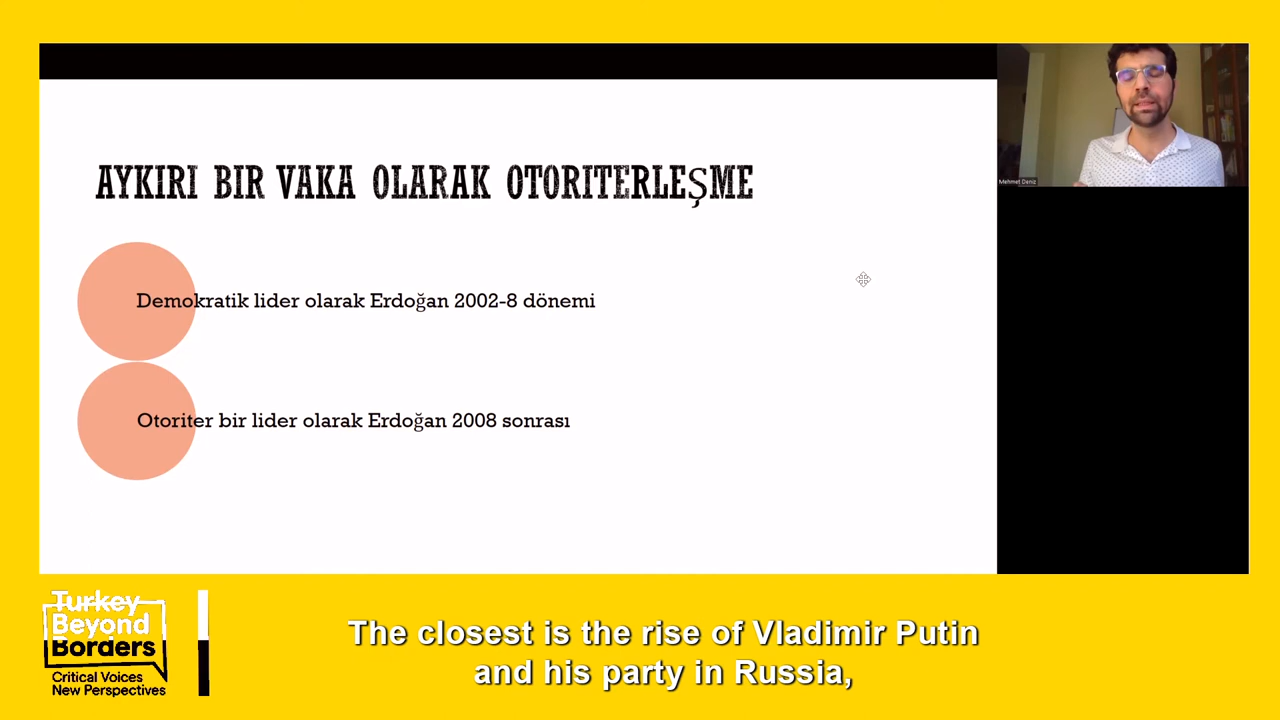 AYKIRI BIR VAKA OLARAK OTORITERLEŞME
Mehmet Deniz
Demokratik lider olarak Erdoğan 2002-8 dönemi
Otoriter bir lider olarak Erdoğan 2008 sonrası
Turkey
Beyond
Borders
Critical Voices
New Perspectives
The closest is the rise of Vladimir Putin
and his party in Russia,